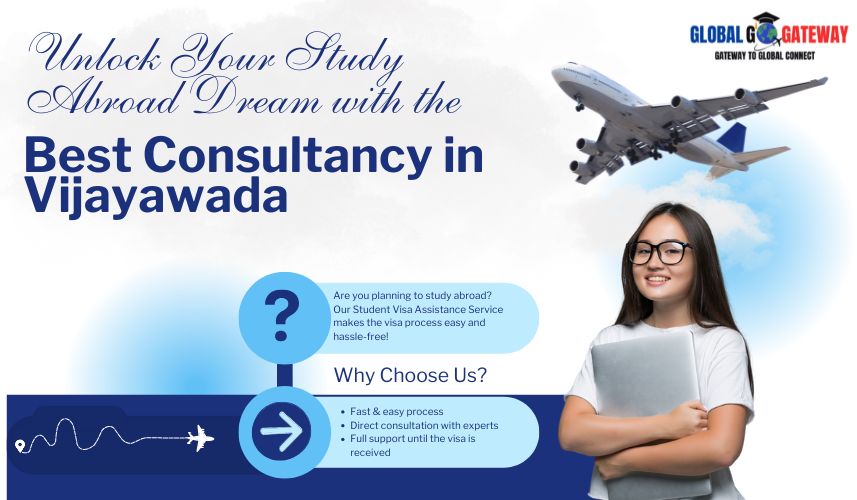 GLOBAL GO GATEWAY
GATEWAY TO GLOBAL CONNECT
Unlock Your Study
Abroad Dream with the
Best Consultancy in
Vijayawada
?
Are you planning to study abroad?
Our Student Visa Assistance Service
makes the visa process easy and
hassle-free!
Why Choose Us?
• Fast & easy process
• Direct consultation with experts
• Full support until the visa is
received